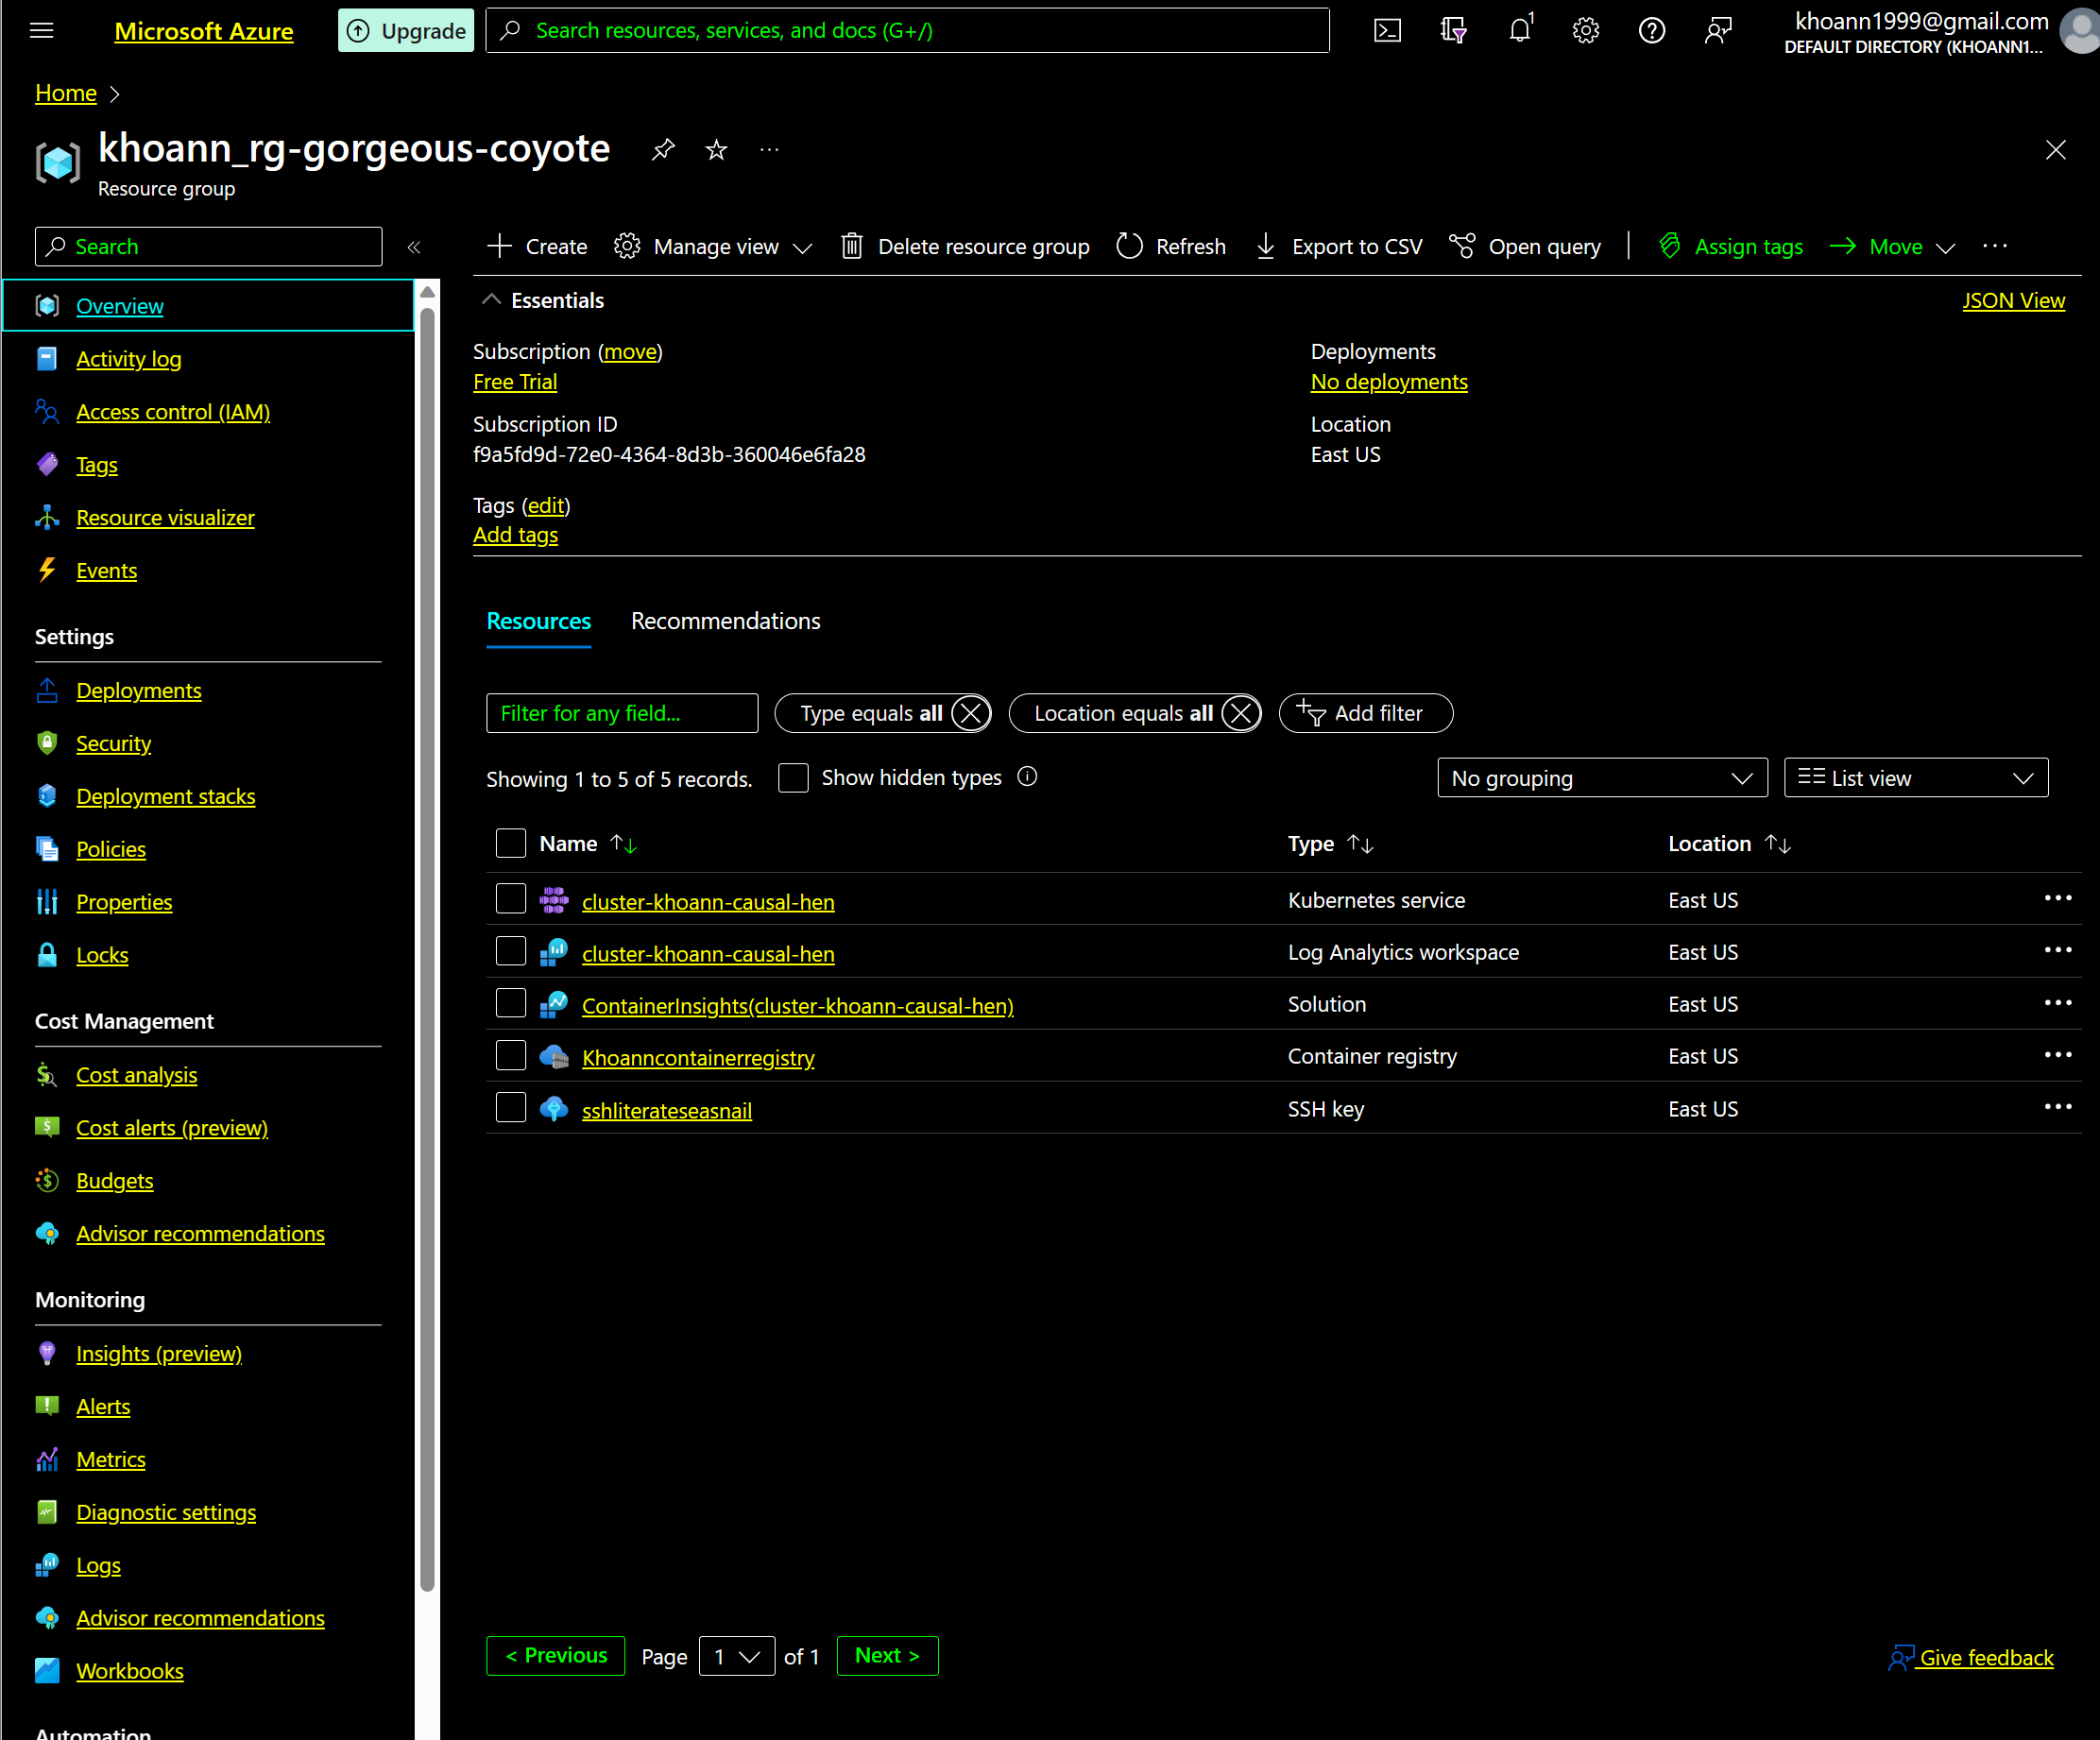 Microsoft Azure
Upgrade
Search resources, services, and docs (G+/)
1
khoann1999@gmail.com
DEFAULT DIRECTORY (KHOANN1...
Home >
khoann_rg-gorgeous-coyote
...
Resource group
Search
«
Create
Manage view
Delete resource group
Refresh
Export to CSV
Open query
Assign tags
Move
...
Overview
Activity log
Access control (IAM)
Tags
Resource visualizer
Events
Settings
Deployments
Security
Deployment stacks
Policies
Properties
Locks
Cost Management
Cost analysis
Cost alerts (preview)
Budgets
Advisor recommendations
Monitoring
Insights (preview)
Alerts
Metrics
Diagnostic settings
Logs
Advisor recommendations
Workbooks
Automation
Essentials
JSON View
Subscription (move)
Free Trial
Subscription ID
f9a5fd9d-72e0-4364-8d3b-360046e6fa28
Deployments
No deployments
Location
East US
Tags (edit)
Add tags
Resources
Recommendations
Filter for any field...
Type equals all
Location equals all
Add filter
Showing 1 to 5 of 5 records.
Show hidden types
No grouping
List view
Name ↑↓ Type ↑↓ Location ↑↓
cluster-khoann-causal-hen Kubernetes service East US ...
cluster-khoann-causal-hen Log Analytics workspace East US ...
ContainerInsights(cluster-khoann-causal-hen) Solution East US ...
Khoanncontainerregistry Container registry East US ...
sshliterateseasnail SSH key East US ...
< Previous Page 1 of 1 Next >
Give feedback